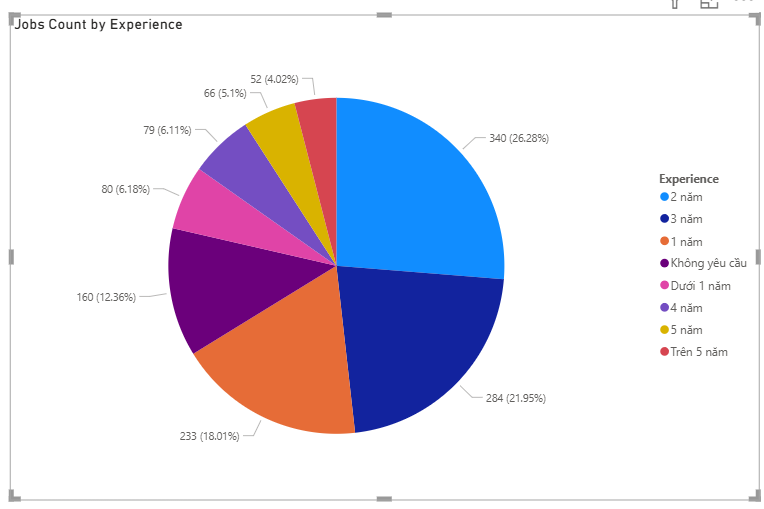 Jobs Count by Experience
52 (4.02%)
66 (5.1%)
79 (6.11%)
340 (26.28%)
80 (6.18%)
160 (12.36%)
284 (21.95%)
233 (18.01%)
Experience
2 năm
3 năm
1 năm
Không yêu cầu
Dưới 1 năm
4 năm
5 năm
Trên 5 năm